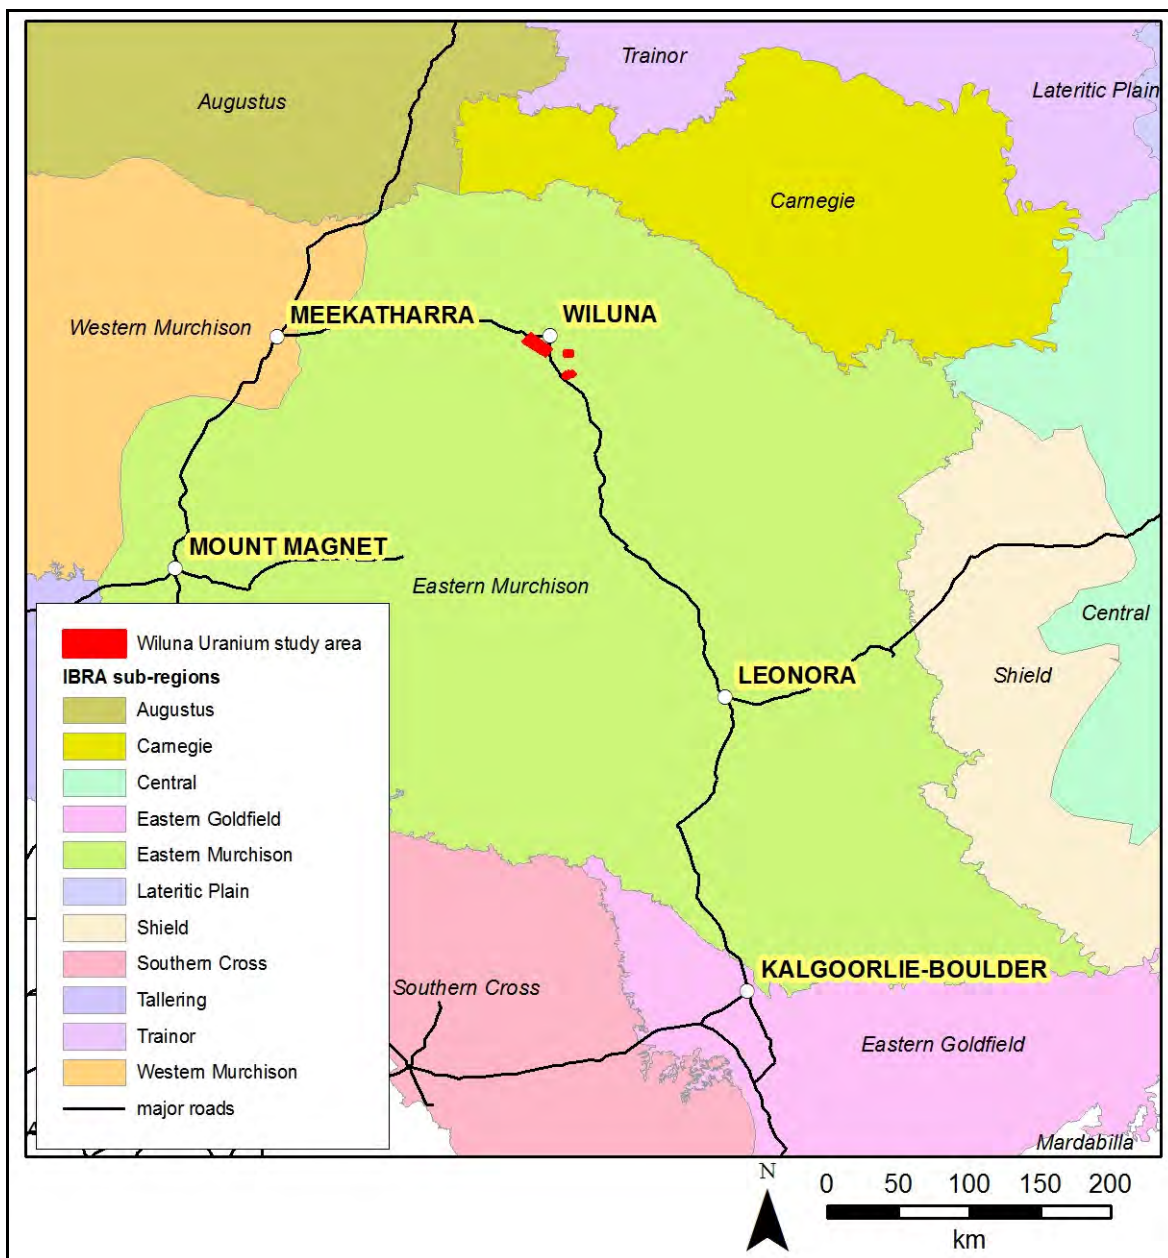 Trainor
Augustus
Lateritic Plain
Carnegie
MEEKATHARRA
WILUNA
Western Murchison
MOUNT MAGNET
Eastern Murchison
Central
LEONORA
Shield
KALGOORLIE-BOULDER
Southern Cross
Eastern Goldfield
Mardabilla
Wiluna Uranium study area
IBRA sub-regions
Augustus
Carnegie
Central
Eastern Goldfield
Eastern Murchison
Lateritic Plain
Shield
Southern Cross
Tallering
Trainor
Western Murchison
major roads
N
0 50 100 150 200
km